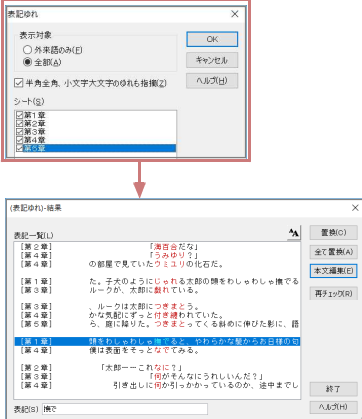 表記ゆれ
表示対象
外来語のみ(F)
全部(A)
半角全角、小文字大文字のゆれも指摘(Z)
シート(S)
第1章
第2章
第3章
第4章
第5章
OK
キャンセル
ヘルプ(H)
(表記ゆれ)-結果
表記一覧(L)
[第2章] 「海百合だな」
[第4章] 「うみゆり?」
[第4章] の部屋で見ていたウミユリの化石だ。
[第1章] た。子犬のようにじゃれる太郎の頭をわしゃわしゃ撫でる
[第3章] ルークが、太郎に戯れている。
[第3章] 、ルークは太郎につきまとう。
[第4章] かな気配にずっと付き纏われていた。
[第5章] ら、庭に降りた。つきまとってくる斜めに伸びた影に、語
[第1章] 頭をわしゃわしゃ撫でると、やわらかな髪からお日様の匂
[第4章] 僕は表面をそっとなでてみる。
[第2章] 「太郎ーーこれなに?」
[第3章] 「何がそんなにうれしいんだ?」
[第4章] 引き出しに何か引っかかっているのか、途中までし
表記(S) 撫で
置換(C)
全て置換(A)
本文編集(E)
再チェック(R)
終了
ヘルプ(H)